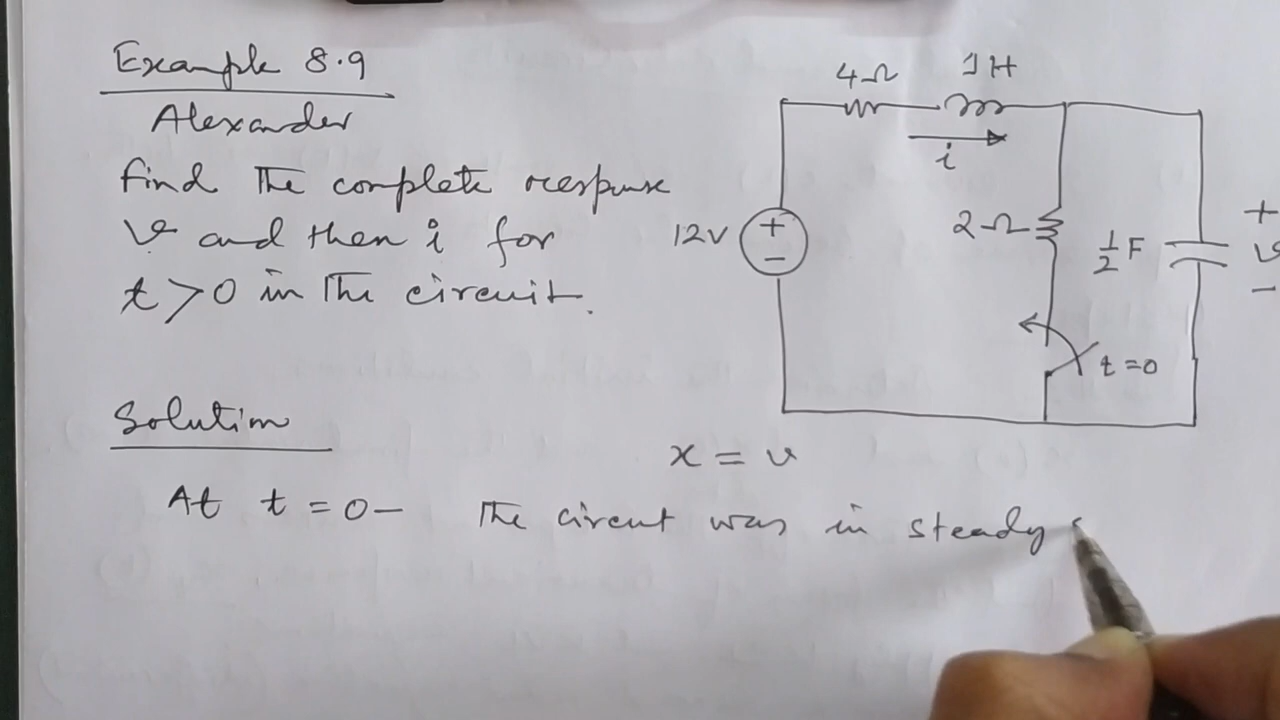 Example 8.9
Alexander
find the complete response
v and then i for
t > 0 in the circuit.
4Ω
1H
i
12V
+
−
2Ω
1/2 F
+
v
−
t = 0
Solution
x = v
At t = 0− The circuit was in steady s